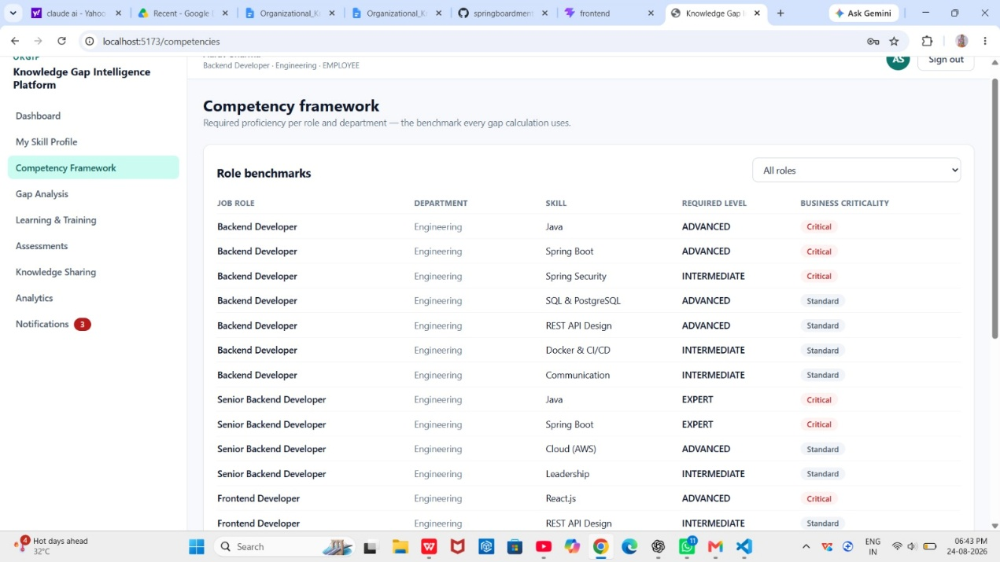 claude ai - Yahoo
Recent - Google
Organizational_K
Organizational_K
springboardment
frontend
Knowledge Gap I
Ask Gemini
localhost:5173/competencies
OKGIP
Knowledge Gap Intelligence
Platform
Dashboard
My Skill Profile
Competency Framework
Gap Analysis
Learning & Training
Assessments
Knowledge Sharing
Analytics
Notifications 3
Backend Developer · Engineering · EMPLOYEE
AS
Sign out
Competency framework
Required proficiency per role and department — the benchmark every gap calculation uses.
Role benchmarks
All roles
JOB ROLE DEPARTMENT SKILL REQUIRED LEVEL BUSINESS CRITICALITY
Backend Developer Engineering Java ADVANCED Critical
Backend Developer Engineering Spring Boot ADVANCED Critical
Backend Developer Engineering Spring Security INTERMEDIATE Critical
Backend Developer Engineering SQL & PostgreSQL ADVANCED Standard
Backend Developer Engineering REST API Design ADVANCED Standard
Backend Developer Engineering Docker & CI/CD INTERMEDIATE Standard
Backend Developer Engineering Communication INTERMEDIATE Standard
Senior Backend Developer Engineering Java EXPERT Critical
Senior Backend Developer Engineering Spring Boot EXPERT Critical
Senior Backend Developer Engineering Cloud (AWS) ADVANCED Standard
Senior Backend Developer Engineering Leadership INTERMEDIATE Standard
Frontend Developer Engineering React.js ADVANCED Critical
Frontend Developer Engineering REST API Design INTERMEDIATE Standard
4
Hot days ahead
32°C
Search
11
ENG
IN
06:43 PM
24-08-2026